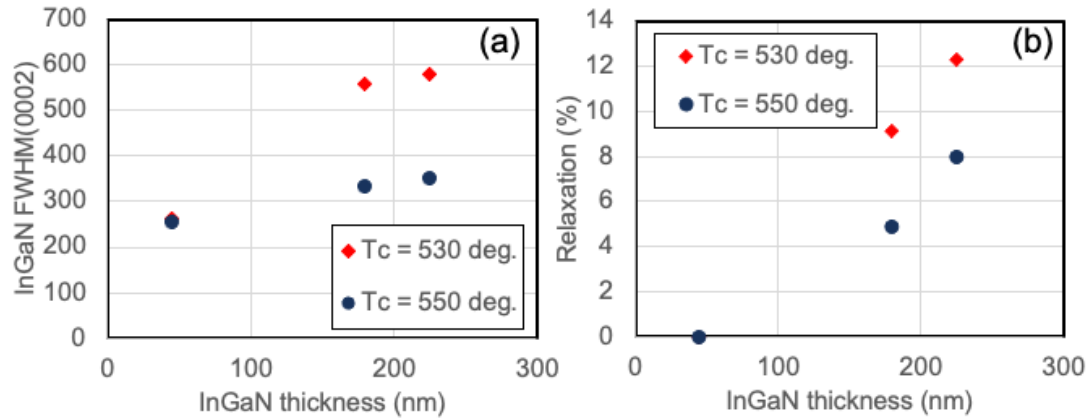 InGaN FWHM(0002)
700
600
500
400
300
200
100
0
(a)
Tc = 530 deg.
Tc = 550 deg.
0
100
200
300
InGaN thickness (nm)
Relaxation (%)
14
12
10
8
6
4
2
0
(b)
Tc = 530 deg.
Tc = 550 deg.
0
100
200
300
InGaN thickness (nm)